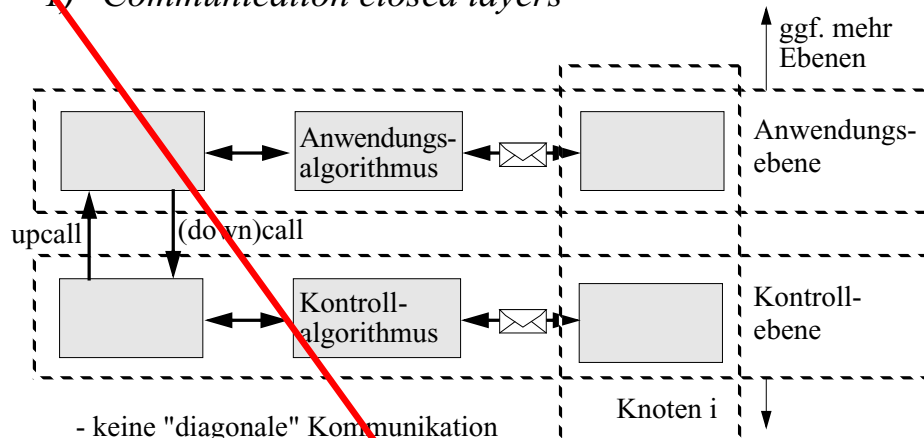 1) Communication closed layers
ggf. mehr
Ebenen
Anwendungs-
algorithmus
Anwendungs-
ebene
upcall
(down)call
Kontroll-
algorithmus
Kontroll-
ebene
Knoten i
- keine "diagonale" Kommunikation